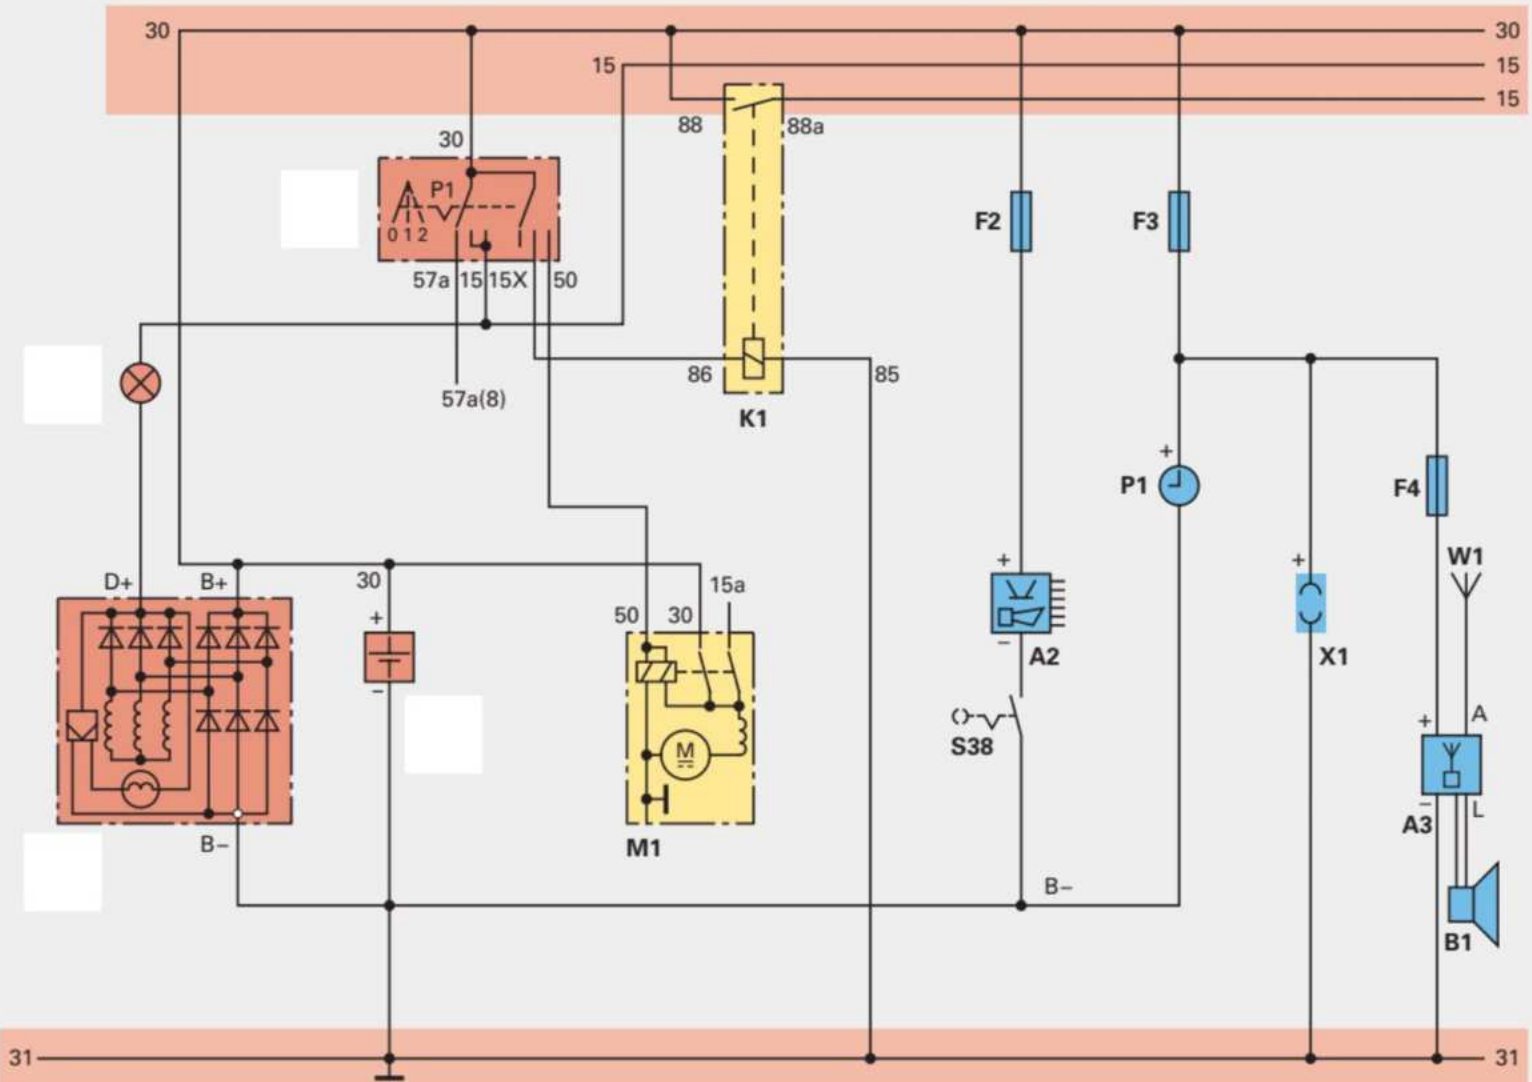 30 30
15 15
15
88 88a
30
P1
0 1 2
57a 15 15X 50
57a(8)
86 85
K1
F2 F3
+
P1
F4
W1
D+ B+ 30
+
−
50 30 15a
M
M1
+
−
A2
S38
+
X1
+ A
− L
A3
B1
B−
B−
31 31